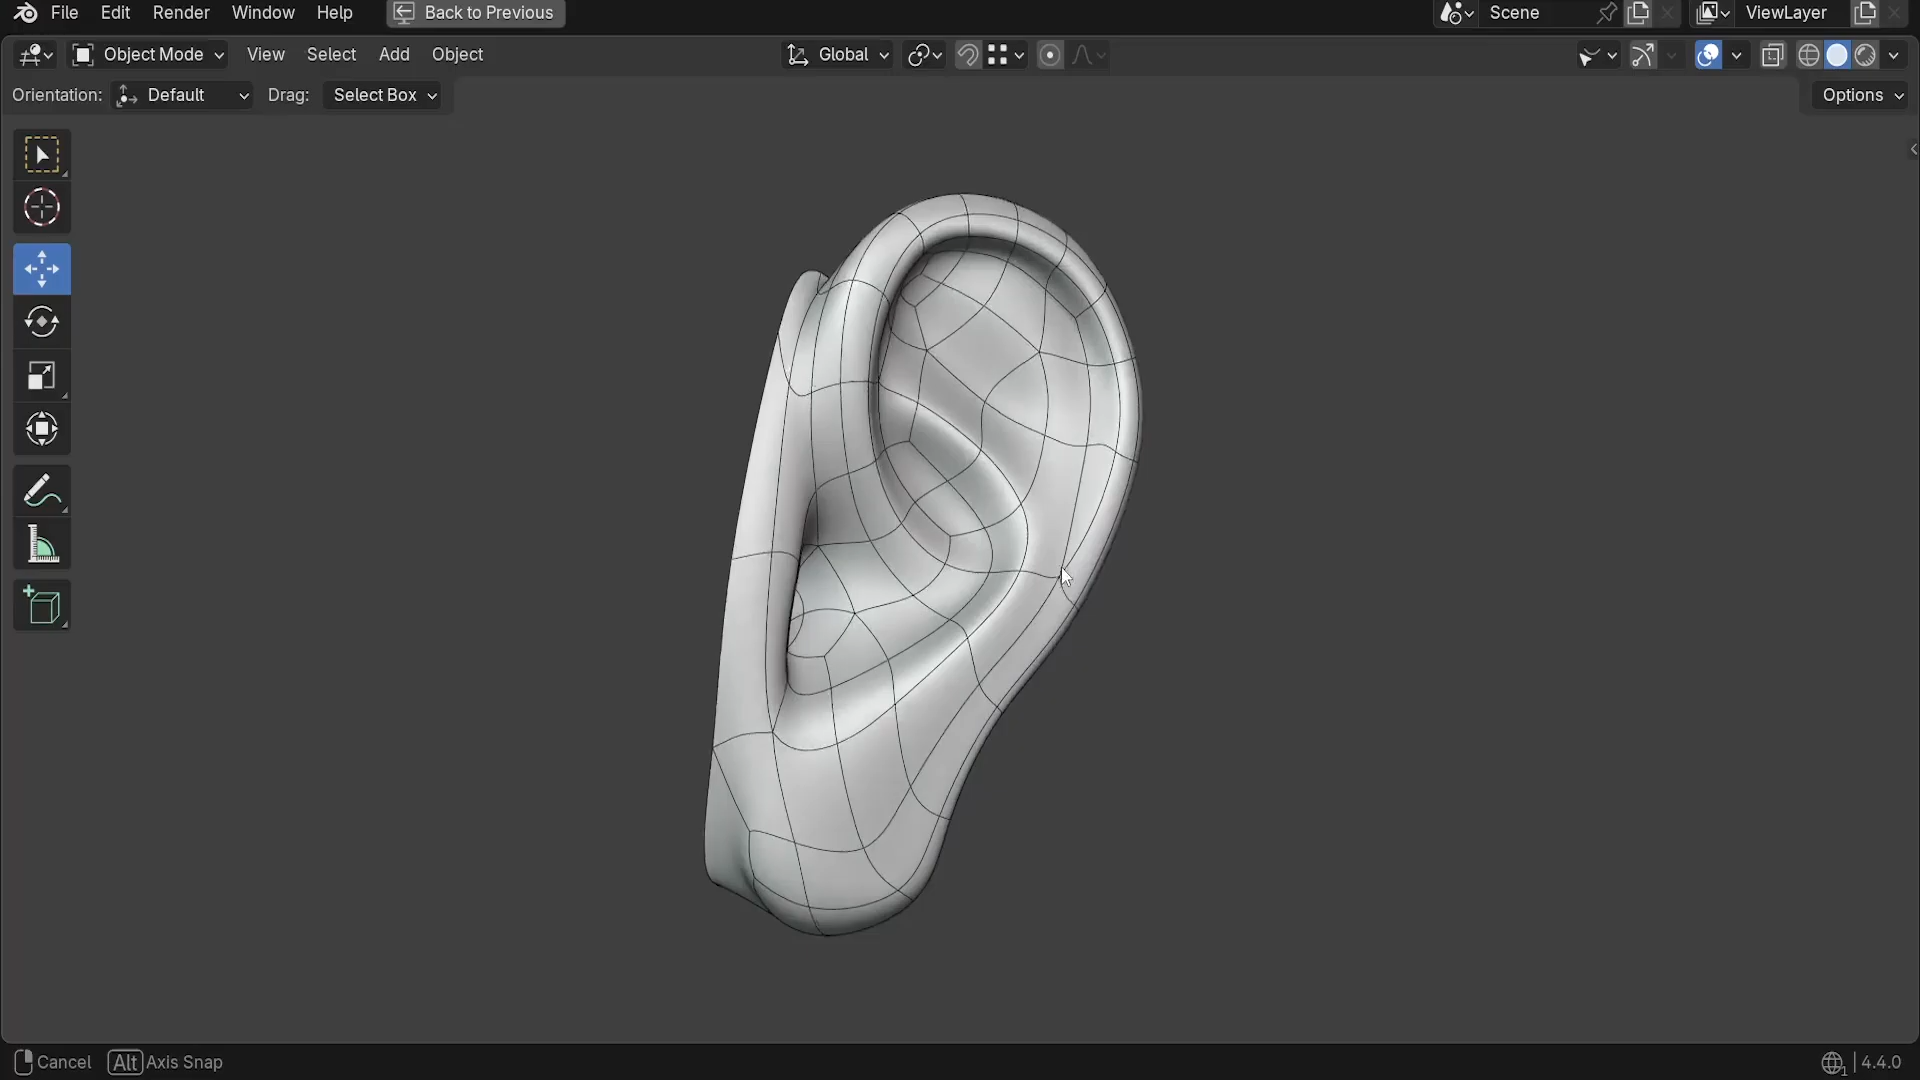 File Edit Render Window Help Back to Previous Scene ViewLayer
Object Mode View Select Add Object Global
Orientation: Default Drag: Select Box Options
Cancel Alt Axis Snap 1 4.4.0